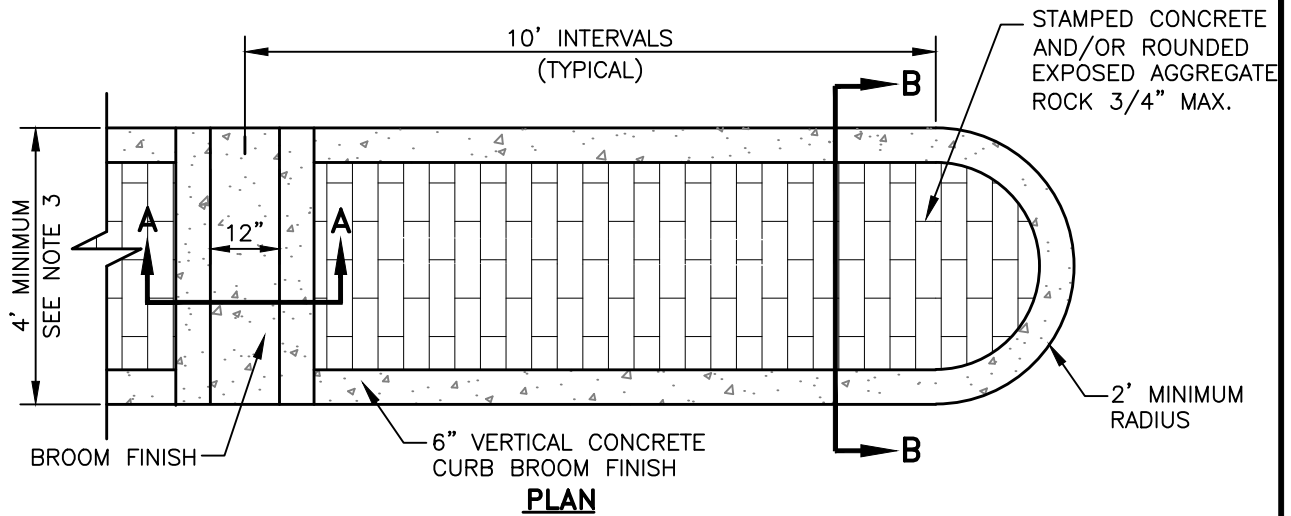 10' INTERVALS
(TYPICAL)
STAMPED CONCRETE
AND/OR ROUNDED
EXPOSED AGGREGATE
ROCK 3/4" MAX.
B
4' MINIMUM
SEE NOTE 3
A
12"
A
2' MINIMUM
RADIUS
BROOM FINISH
6" VERTICAL CONCRETE
CURB BROOM FINISH
B
PLAN